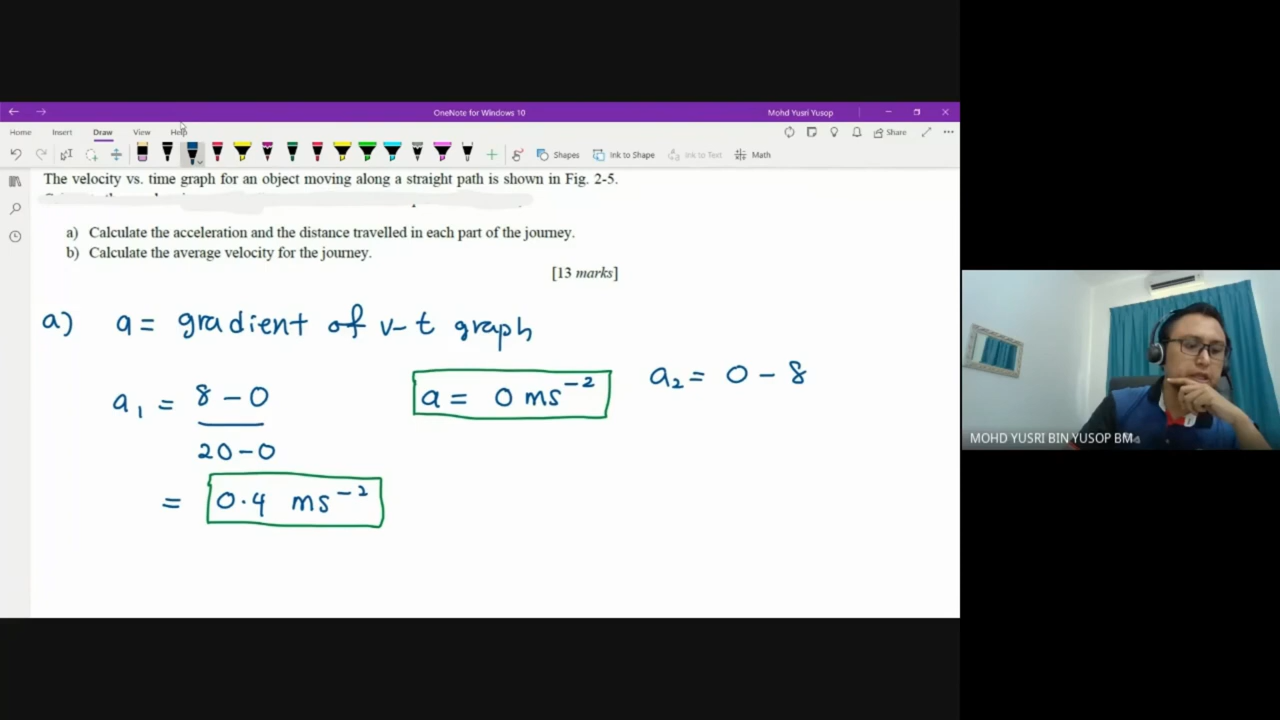 OneNote for Windows 10
Mohd Yusri Yusop
Home Insert Draw View Help
Share
Shapes Ink to Shape Ink to Text Math
The velocity vs. time graph for an object moving along a straight path is shown in Fig. 2-5.
a) Calculate the acceleration and the distance travelled in each part of the journey.
b) Calculate the average velocity for the journey.
[13 marks]
a) a = gradient of v-t graph
a₁ = 8 - 0
20 - 0
= 0.4 ms⁻²
a = 0 ms⁻²
a₂ = 0 - 8
MOHD YUSRI BIN YUSOP BM